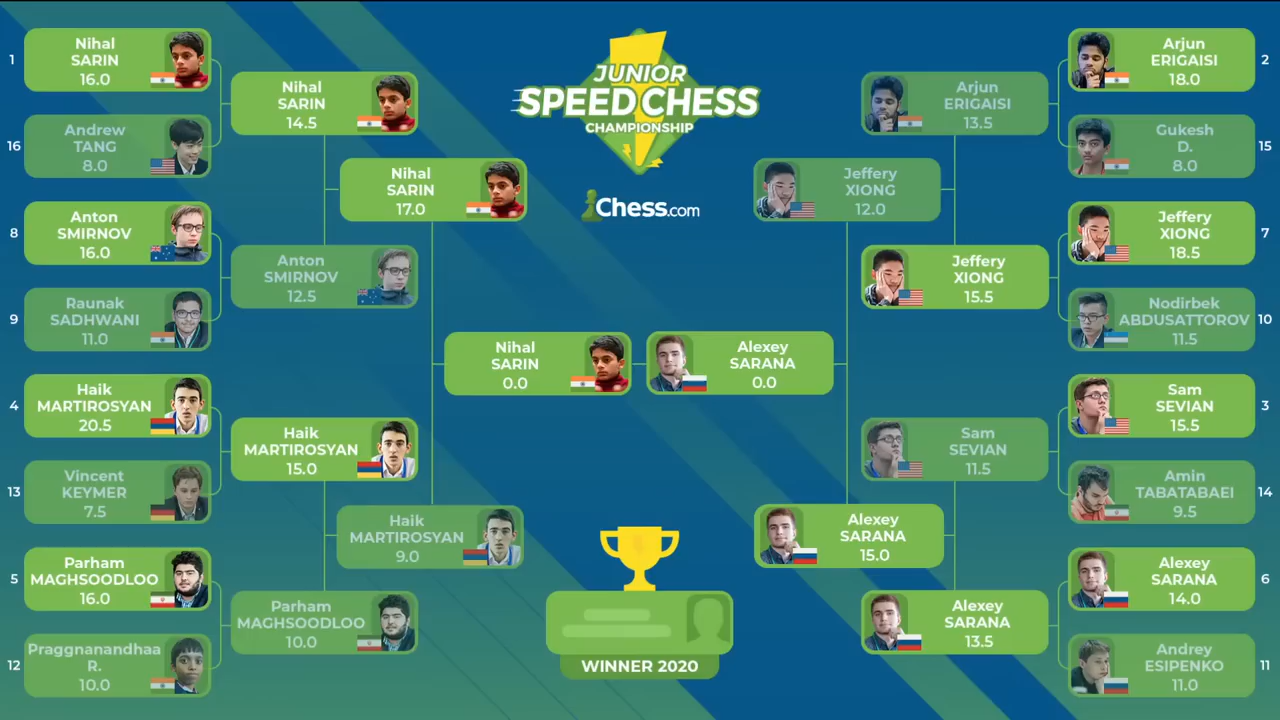 JUNIOR
SPEED CHESS
CHAMPIONSHIP
Chess.com
1
Nihal
SARIN
16.0
16
Andrew
TANG
8.0
8
Anton
SMIRNOV
16.0
9
Raunak
SADHWANI
11.0
4
Haik
MARTIROSYAN
20.5
13
Vincent
KEYMER
7.5
5
Parham
MAGHSOODLOO
16.0
12
Praggnanandhaa
R.
10.0
Nihal
SARIN
14.5
Anton
SMIRNOV
12.5
Haik
MARTIROSYAN
15.0
Parham
MAGHSOODLOO
10.0
Nihal
SARIN
17.0
Haik
MARTIROSYAN
9.0
Nihal
SARIN
0.0
Alexey
SARANA
0.0
Jeffery
XIONG
12.0
Alexey
SARANA
15.0
Arjun
ERIGAISI
13.5
Jeffery
XIONG
15.5
Sam
SEVIAN
11.5
Alexey
SARANA
13.5
Arjun
ERIGAISI
18.0
2
Gukesh
D.
8.0
15
Jeffery
XIONG
18.5
7
Nodirbek
ABDUSATTOROV
11.5
10
Sam
SEVIAN
15.5
3
Amin
TABATABAEI
9.5
14
Alexey
SARANA
14.0
6
Andrey
ESIPENKO
11.0
11
WINNER 2020